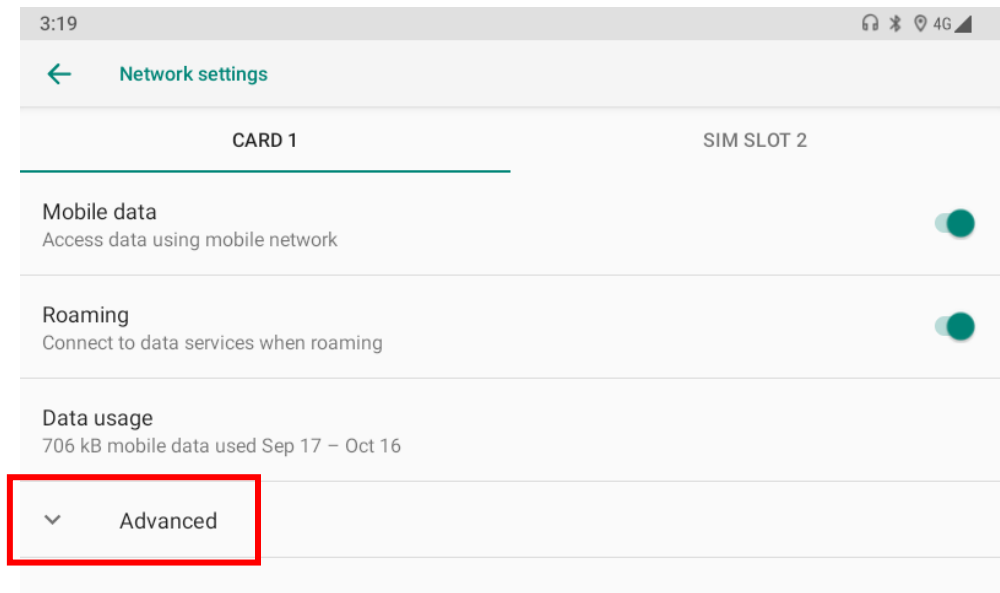 3:19 4G
Network settings
CARD 1 SIM SLOT 2
Mobile data
Access data using mobile network
Roaming
Connect to data services when roaming
Data usage
706 kB mobile data used Sep 17 – Oct 16
Advanced